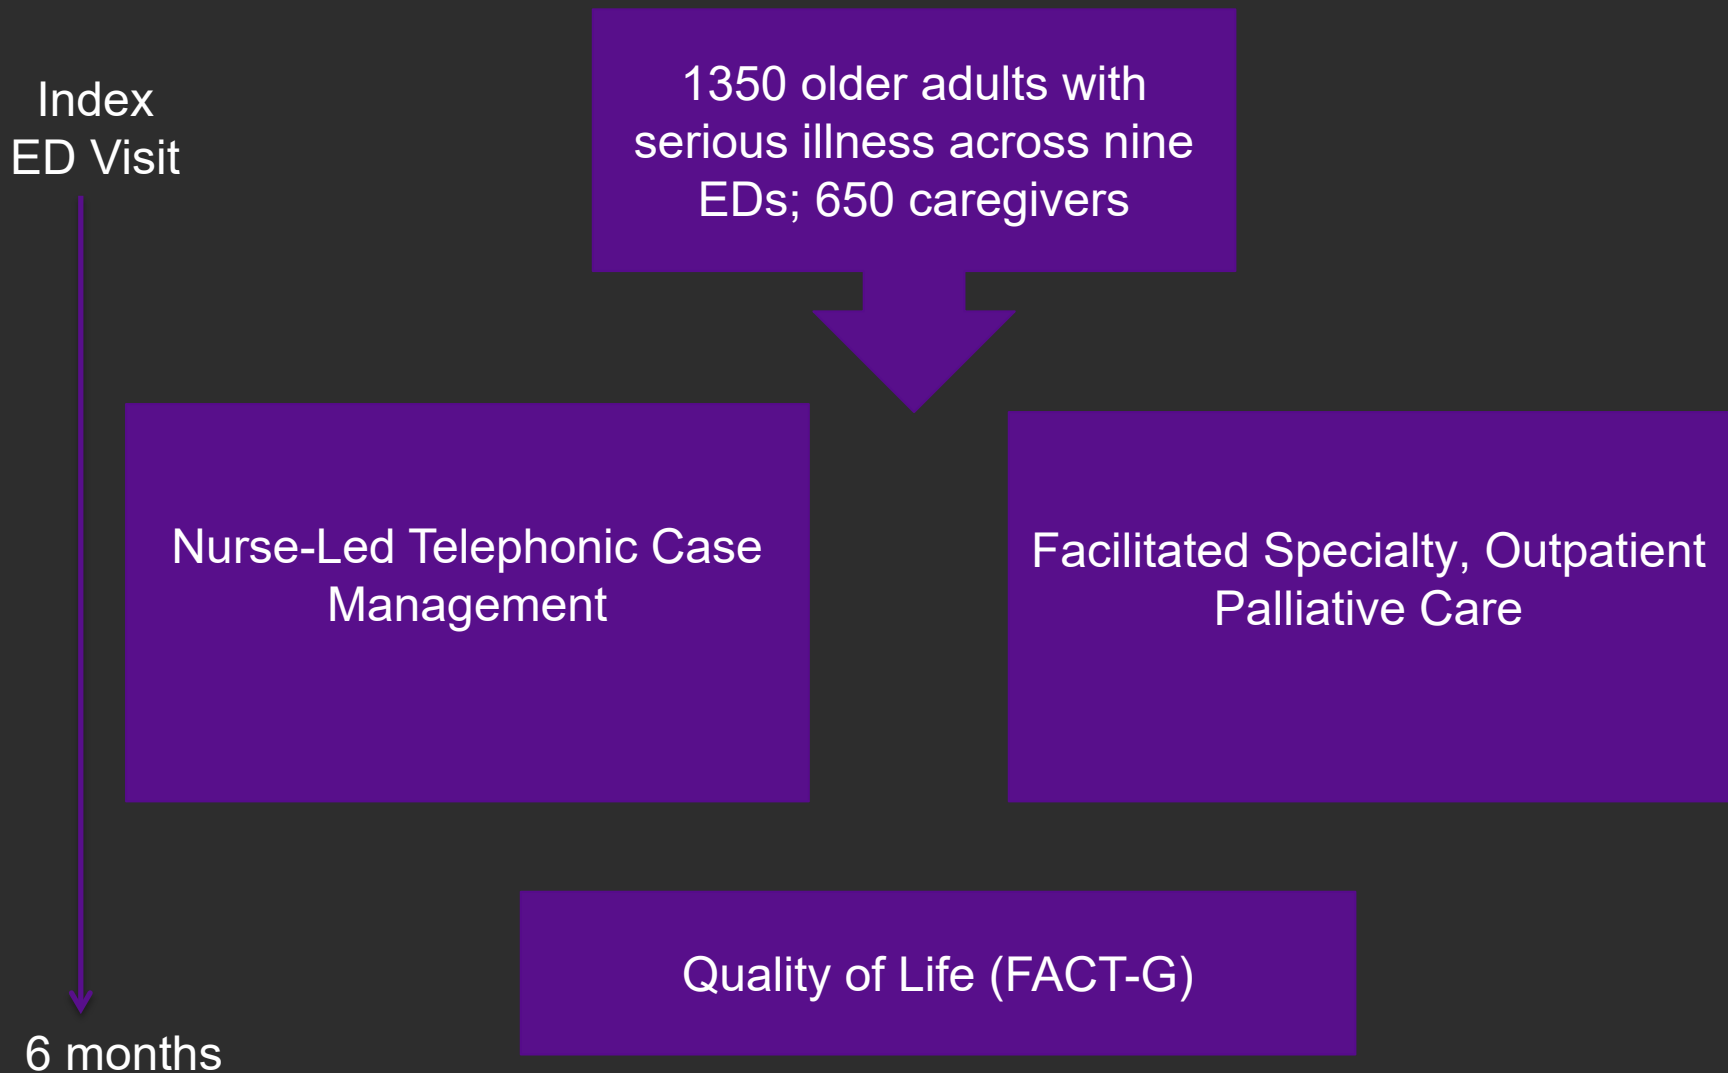 Index
ED Visit
1350 older adults with
serious illness across nine
EDs; 650 caregivers
Nurse-Led Telephonic Case
Management
Facilitated Specialty, Outpatient
Palliative Care
Quality of Life (FACT-G)
6 months